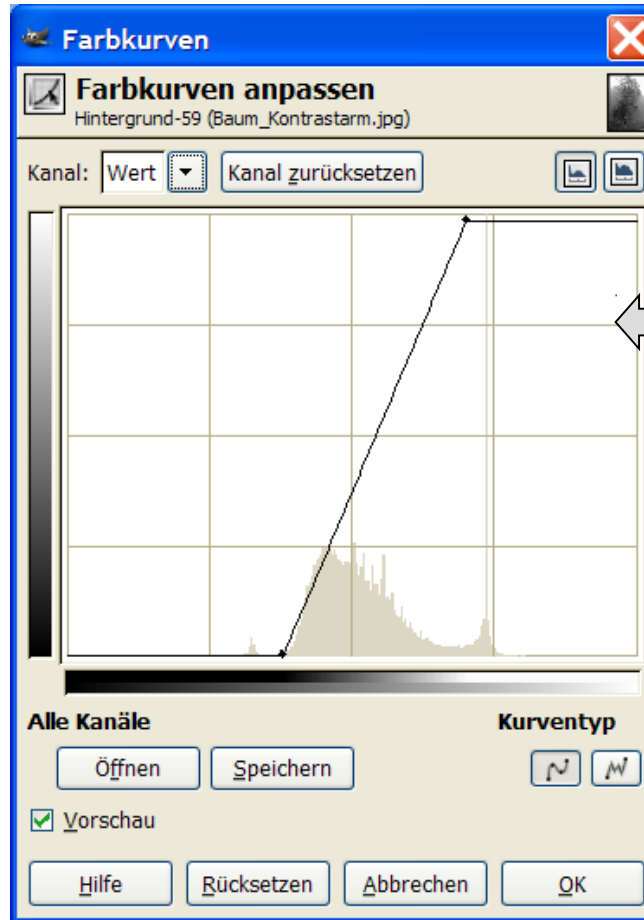 Farbkurven
Farbkurven anpassen
Hintergrund-59 (Baum_Kontrastarm.jpg)
Kanal: Wert Kanal zurücksetzen
Alle Kanäle Kurventyp
Öffnen Speichern
Vorschau
Hilfe Rücksetzen Abbrechen OK